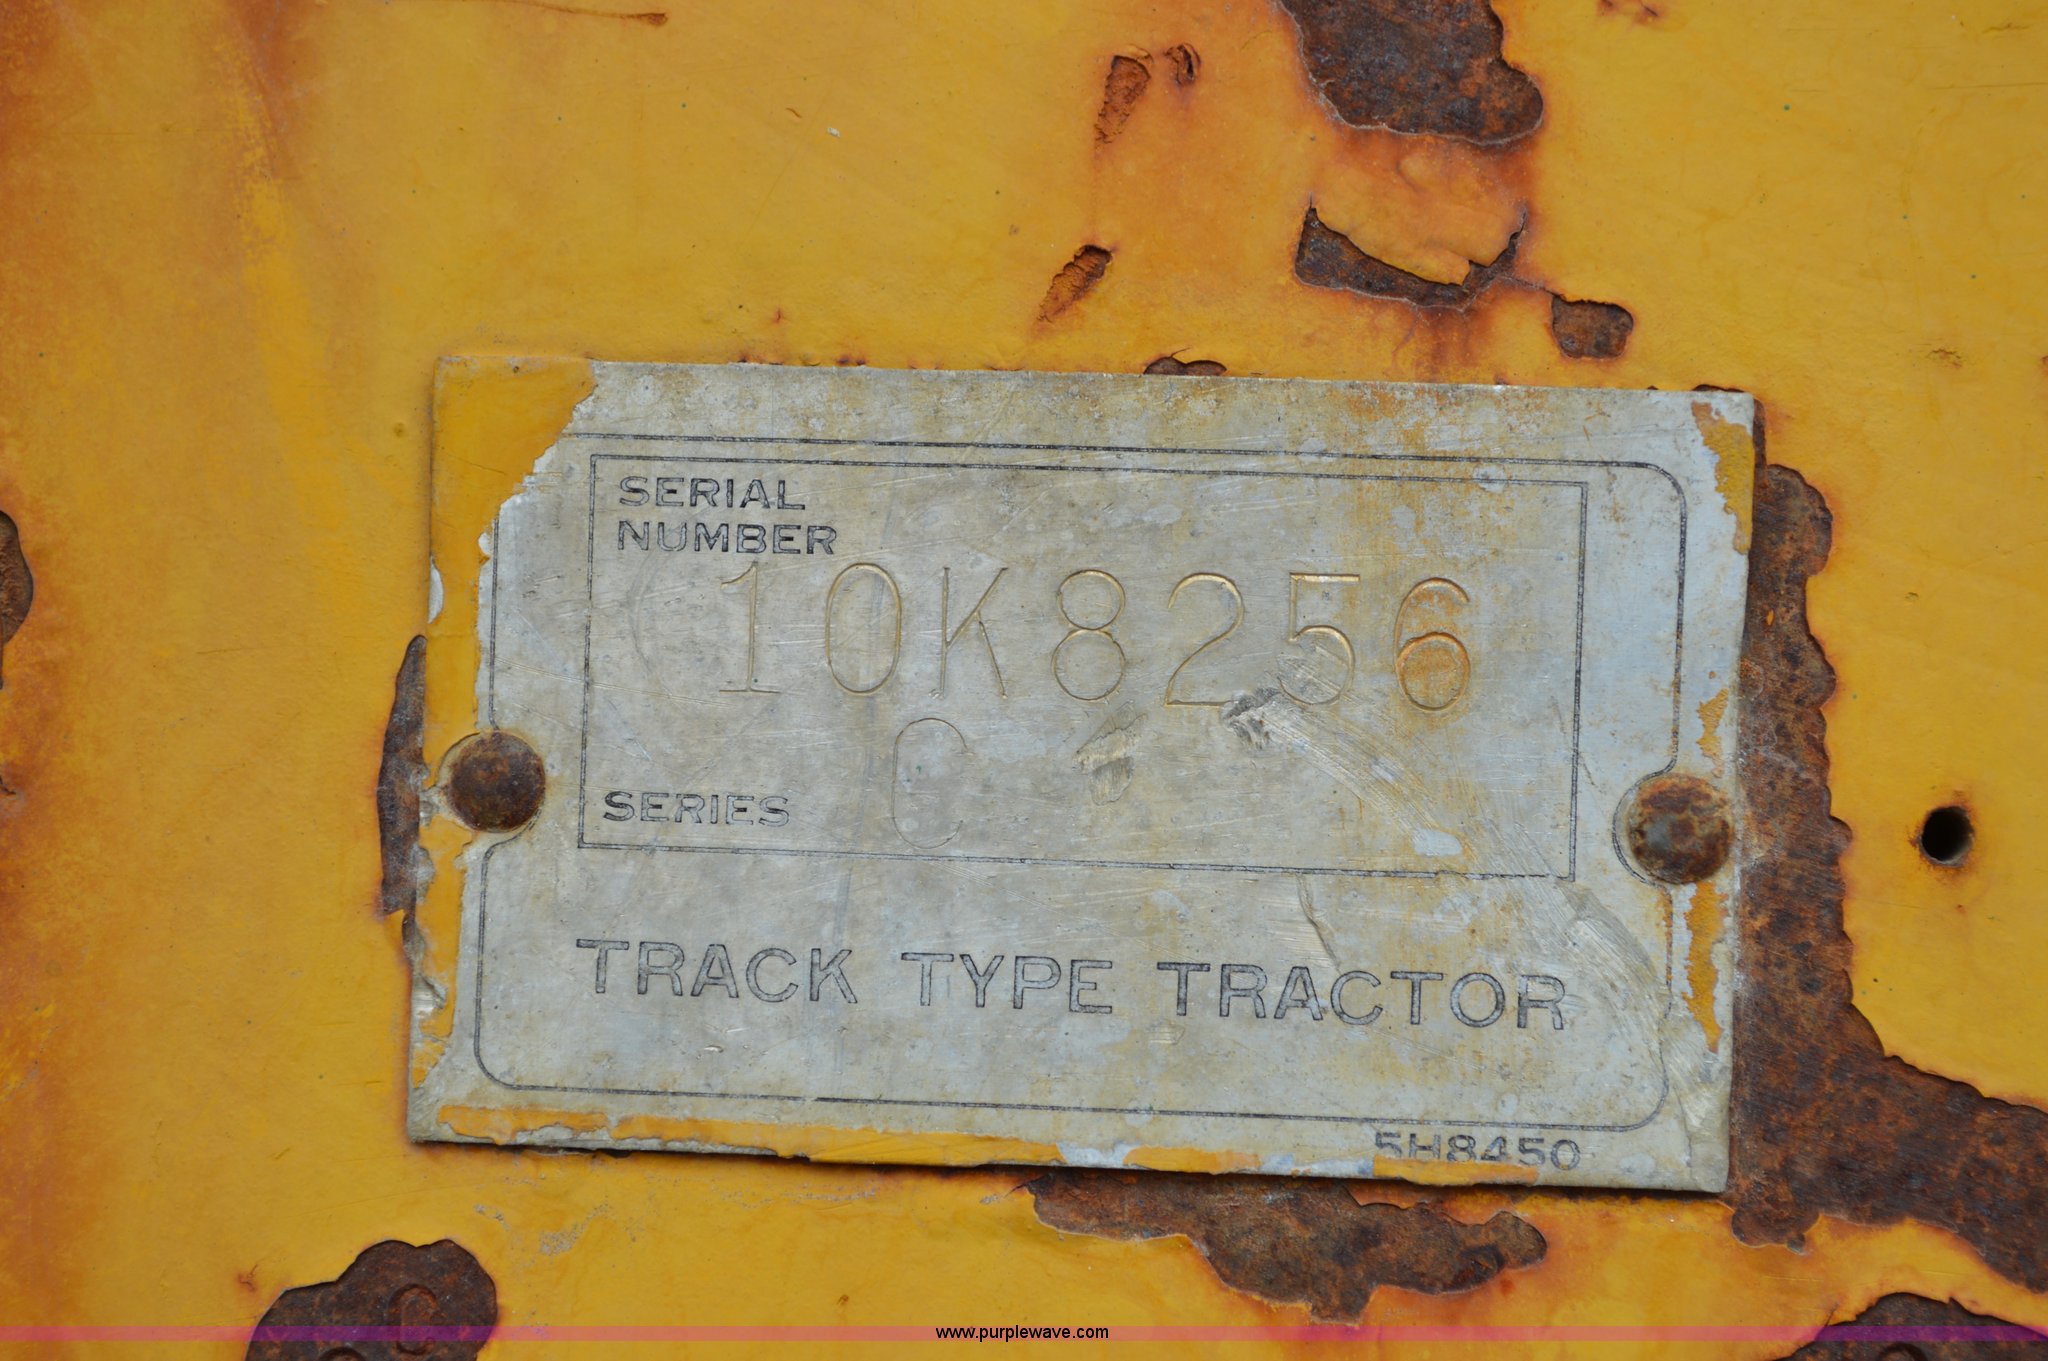 SERIAL
NUMBER
10K8256
SERIES C
TRACK TYPE TRACTOR
5H8450
www.purplewave.com